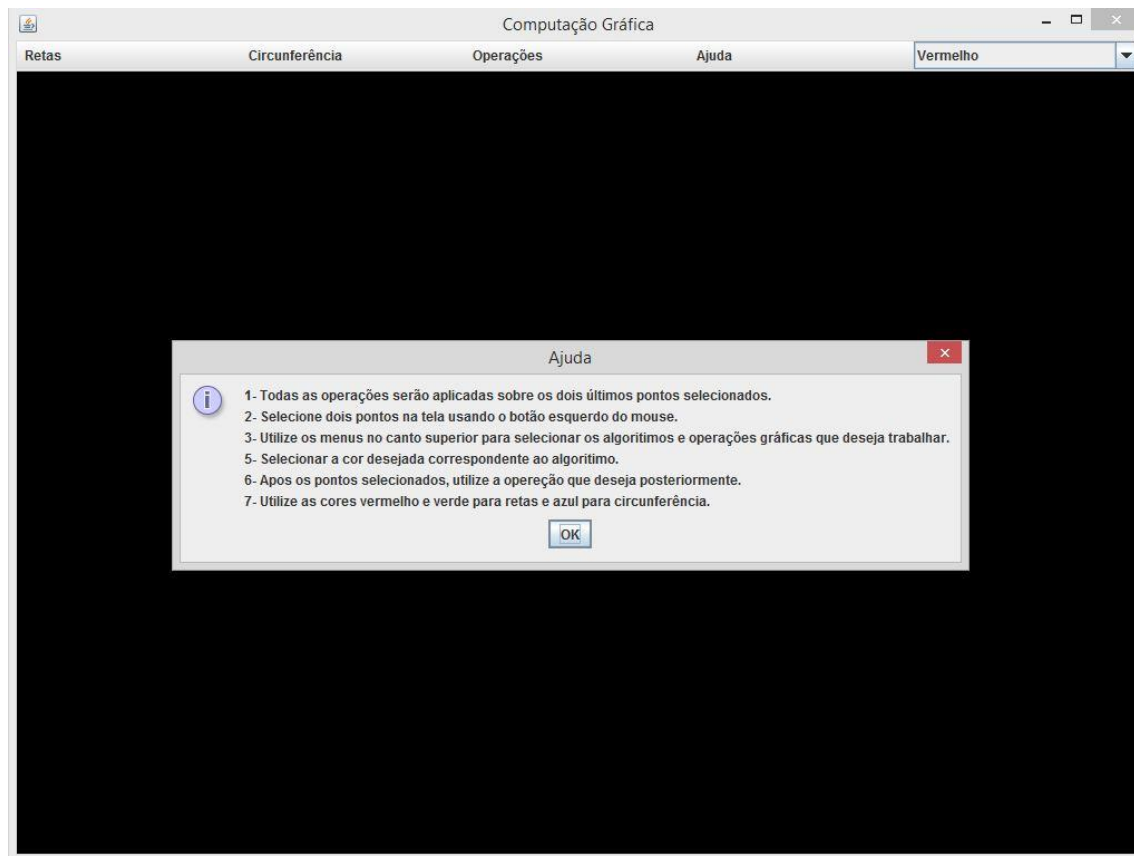 Computação Gráfica
Retas Circunferência Operações Ajuda Vermelho
Ajuda
1- Todas as operações serão aplicadas sobre os dois últimos pontos selecionados.
2- Selecione dois pontos na tela usando o botão esquerdo do mouse.
3- Utilize os menus no canto superior para selecionar os algoritimos e operações gráficas que deseja trabalhar.
5- Selecionar a cor desejada correspondente ao algoritimo.
6- Apos os pontos selecionados, utilize a opereção que deseja posteriormente.
7- Utilize as cores vermelho e verde para retas e azul para circunferência.
OK